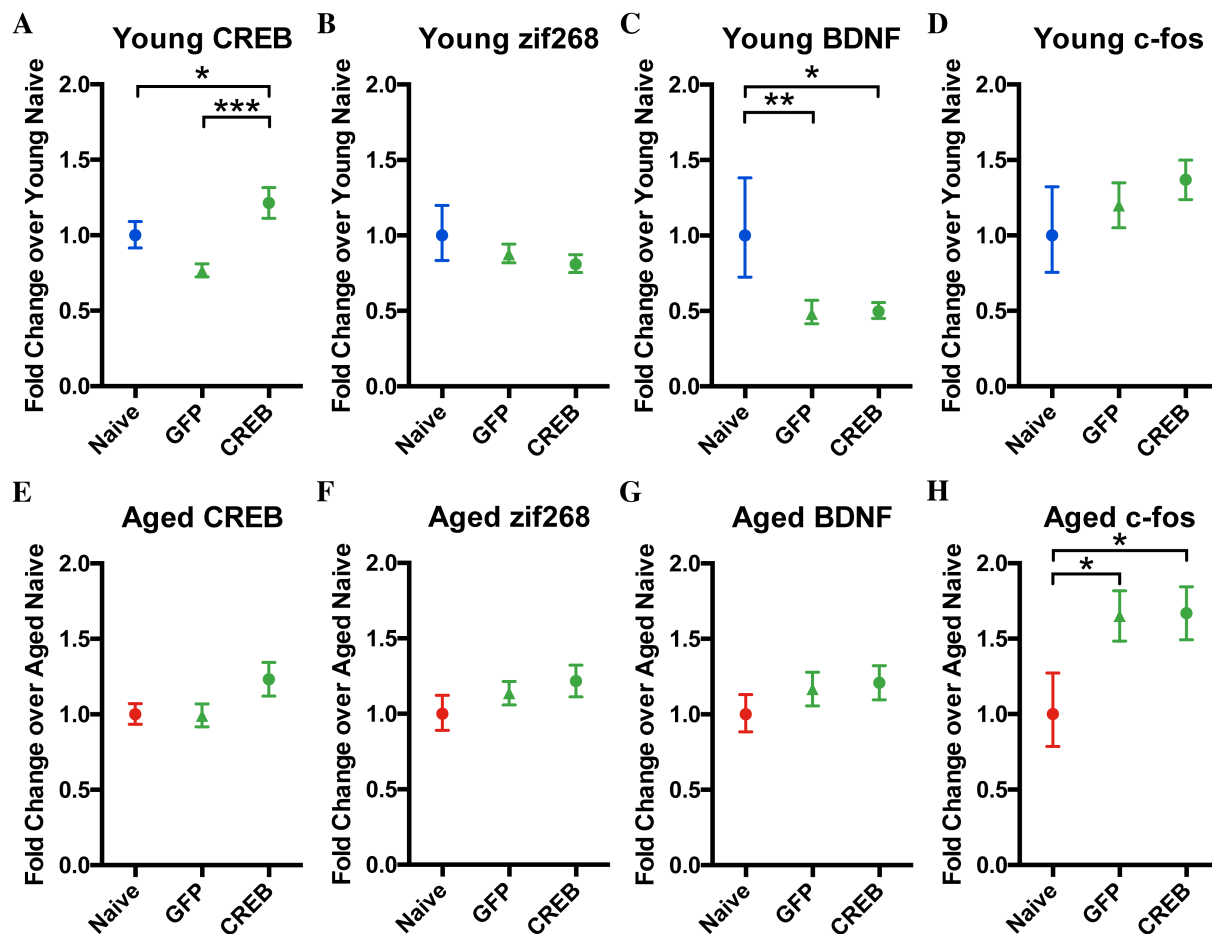 A
Young CREB
Fold Change over Young Naive
2.0
1.5
1.0
0.5
0.0
*
***
Naive
GFP
CREB
B
Young zif268
Fold Change over Young Naive
2.0
1.5
1.0
0.5
0.0
Naive
GFP
CREB
C
Young BDNF
Fold Change over Young Naive
2.0
1.5
1.0
0.5
0.0
*
**
Naive
GFP
CREB
D
Young c-fos
Fold Change over Young Naive
2.0
1.5
1.0
0.5
0.0
Naive
GFP
CREB
E
Aged CREB
Fold Change over Aged Naive
2.0
1.5
1.0
0.5
0.0
Naive
GFP
CREB
F
Aged zif268
Fold Change over Aged Naive
2.0
1.5
1.0
0.5
0.0
Naive
GFP
CREB
G
Aged BDNF
Fold Change over Aged Naive
2.0
1.5
1.0
0.5
0.0
Naive
GFP
CREB
H
Aged c-fos
Fold Change over Aged Naive
2.0
1.5
1.0
0.5
0.0
*
*
Naive
GFP
CREB